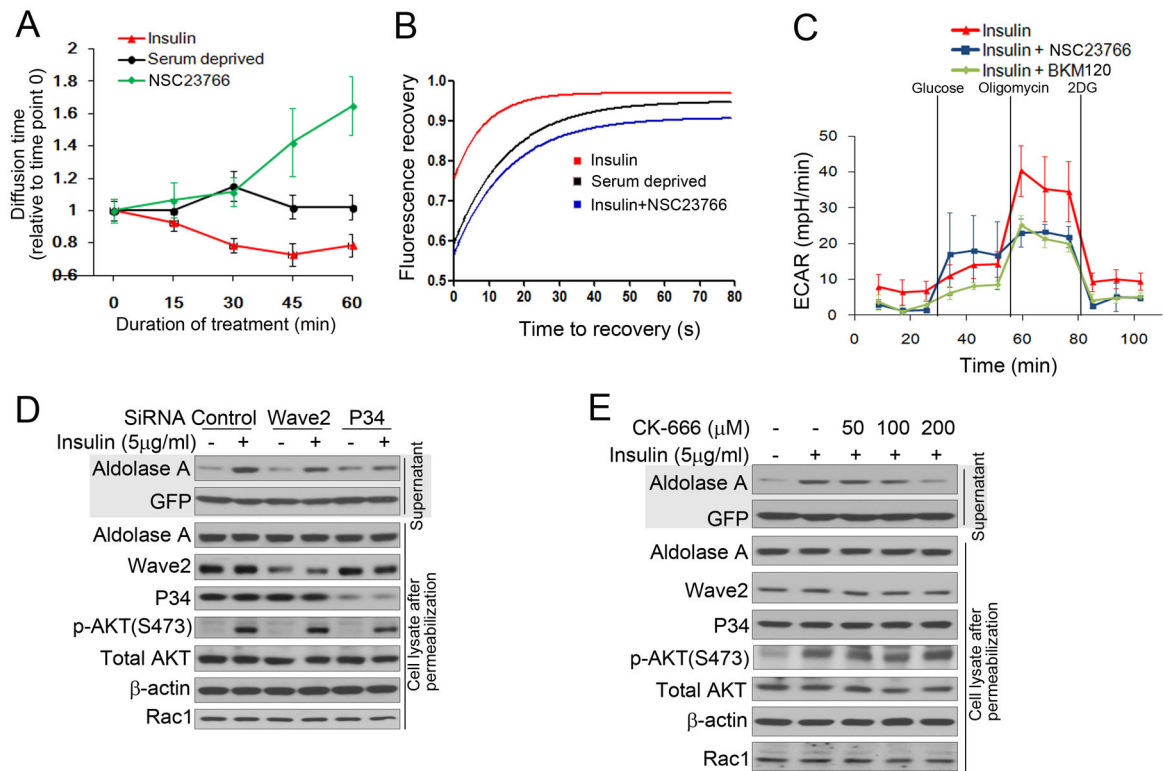 A
Insulin
Serum deprived
NSC23766
Diffusion time
(relative to time point 0)
2
1.8
1.6
1.4
1.2
1
0.8
0.6
0 15 30 45 60
Duration of treatment (min)
B
Fluorescence recovery
1.0
0.9
0.8
0.7
0.6
0.5
Insulin
Serum deprived
Insulin+NSC23766
0 10 20 30 40 50 60 70 80
Time to recovery (s)
C
Insulin
Insulin + NSC23766
Insulin + BKM120
Glucose Oligomycin 2DG
ECAR (mpH/min)
50
40
30
20
10
0
0 20 40 60 80 100
Time (min)
D
SiRNA Control Wave2 P34
Insulin (5μg/ml) - + - + - +
Aldolase A
GFP
Supernatant
Aldolase A
Wave2
P34
p-AKT(S473)
Total AKT
β-actin
Rac1
Cell lysate after
permeabilization
E
CK-666 (μM) - - 50 100 200
Insulin (5μg/ml) - + + + +
Aldolase A
GFP
Supernatant
Aldolase A
Wave2
P34
p-AKT(S473)
Total AKT
β-actin
Rac1
Cell lysate after
permeabilization